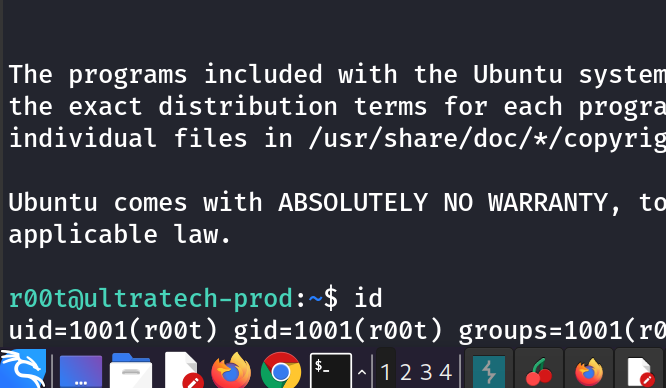 The programs included with the Ubuntu system
the exact distribution terms for each progra
individual files in /usr/share/doc/*/copyrig
Ubuntu comes with ABSOLUTELY NO WARRANTY, to
applicable law.
r00t@ultratech-prod:~$ id
uid=1001(r00t) gid=1001(r00t) groups=1001(r0
$_ ^ 1 2 3 4